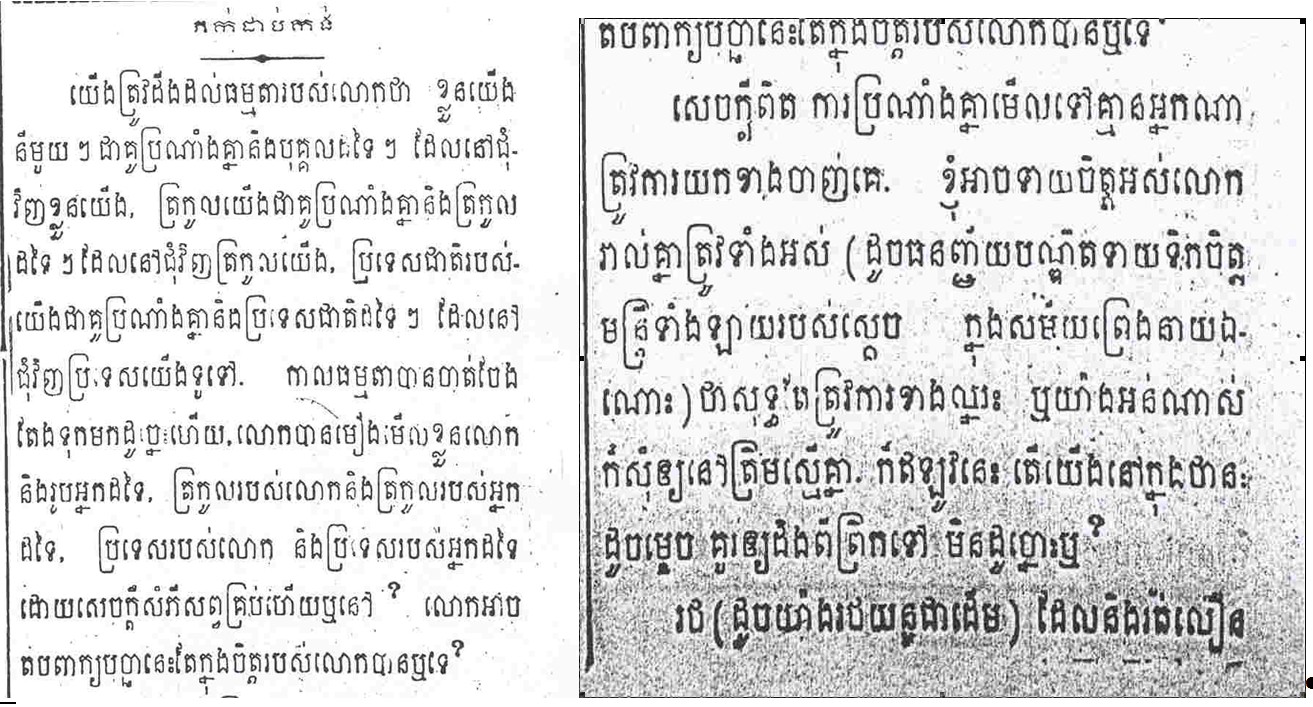 រកកំជាប់កេងំ
យើងត្រូវដឹងដល់ធម្មតារបស់លោកថា ខ្លួនយើង
នីមួយ ៗ ជាគូប្រណាំងគ្នានិងបុគ្គលដទៃ ៗ ដែលនៅជុំ-
វិញខ្លួនយើង, ត្រកូលយើងជាគូប្រណាំងគ្នានិងត្រកូល
ដទៃ ៗ ដែលនៅជុំវិញត្រកូលយើង, ប្រទេសជាតិរបស់-
យើងជាគូប្រណាំងគ្នានិងប្រទេសជាតិដទៃ ៗ ដែលនៅ
ជុំវិញប្រទេសយើងទូទៅ. កាលធម្មតាបានចាត់ចែង
តែងទុកមកដូច្នេះហើយ, លោកបានមៀងមើលខ្លួនលោក
និងរូបអ្នកដទៃ, ត្រកូលរបស់លោកនិងត្រកូលរបស់អ្នក
ដទៃ, ប្រទេសរបស់លោក និងប្រទេសរបស់អ្នកដទៃ
ដោយសេចក្តីសំភីសព្វគ្រប់ហើយឬនៅ ? លោកអាច
តបពាក្យបុច្ឆានេះតែក្នុងចិត្តរបស់លោកបានឬទេ?
តបពាក្យបុច្ឆានេះតែក្នុងចិត្តរបស់លោកបានឬទេ
សេចក្តីពិត ការប្រណាំងគ្នាមើលទៅគ្មានអ្នកណា
ត្រូវការយកខាងចាញ់គេ. ខ្ញុំអាចទាយចិត្តអស់លោក
រាល់គ្នាត្រូវទាំងអស់ (ដូចធនញ្ជ័យបណ្ឌិតទាយទឹកចិត្ត
មន្ត្រីទាំងឡាយរបស់ស្តេច ក្នុងសម័យព្រេងនាយឯ-
ណោះ) ថាសុទ្ធតែត្រូវការខាងឈ្នះ ឬយ៉ាងអន់ណាស់
ក៏សុំឲ្យនៅត្រឹមស្មើគ្នា. ក៏ឥឡូវនេះ តើយើងនៅក្នុងឋានៈ
ដូចម្តេច គួរឲ្យដឹងពីព្រឹកទៅ មិនដូច្នោះឬ?
រថ (ដូចយ៉ាងរថយន្តជាដើម) ដែលនឹងរត់លឿន